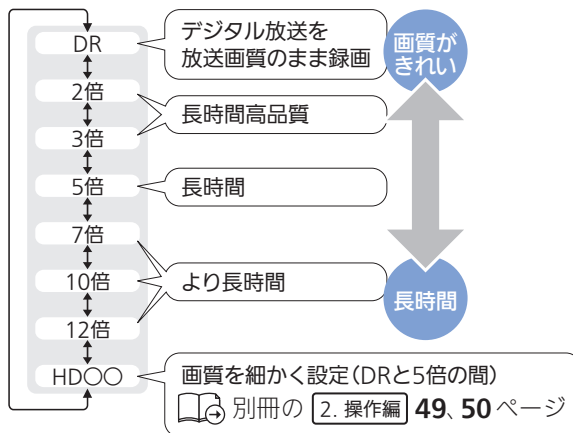 DR
デジタル放送を
放送画質のまま録画
画質が
きれい
2倍
長時間高品質
3倍
5倍
長時間
7倍
10倍
より長時間
長時間
12倍
HD〇〇
画質を細かく設定(DRと5倍の間)
別冊の 2. 操作編 49、50ページ